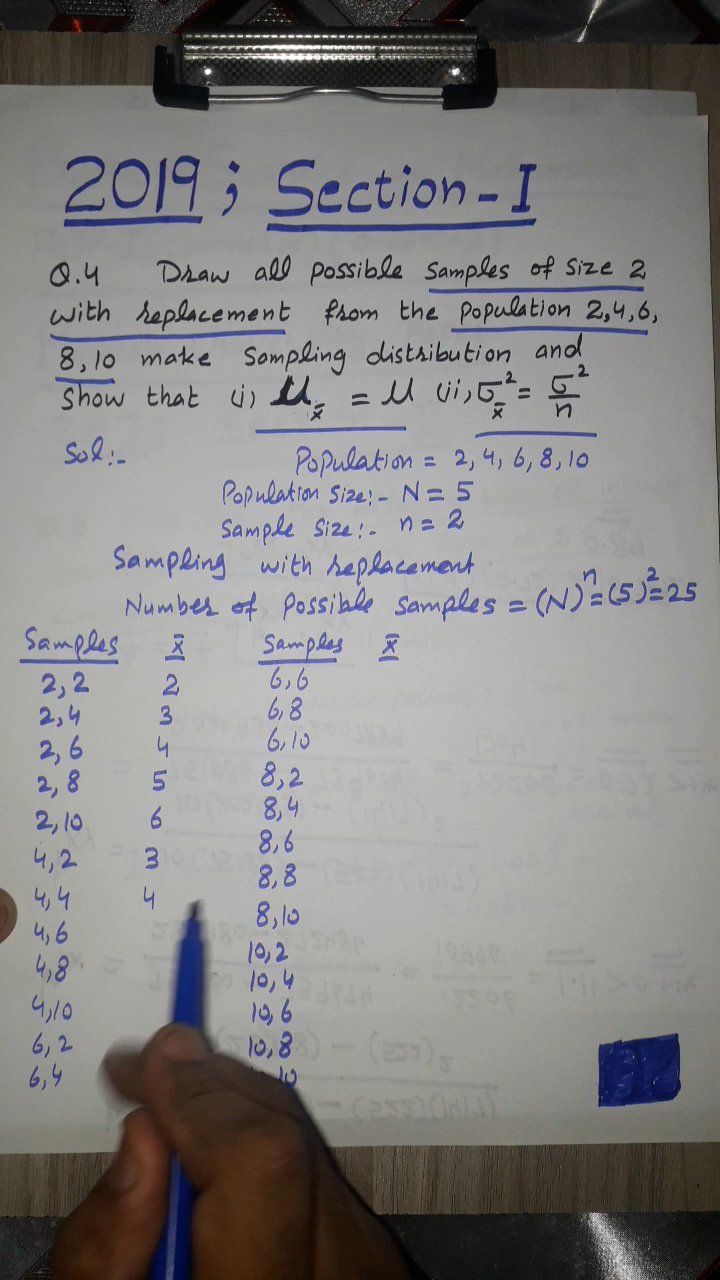 2019; Section-I
Q.4 Draw all possible samples of size 2
with replacement from the population 2,4,6,
8,10 make Sampling distribution and
Show that (i) μx̄ = μ (ii) σ²x̄ = σ²/n
Sol:-
Population = 2, 4, 6, 8, 10
Population Size:- N = 5
Sample Size:- n = 2
Sampling with replacement
Number of possible samples = (N)ⁿ = (5)² = 25
Samples x̄ Samples x̄
2,2 2 6,6
2,4 3 6,8
2,6 4 6,10
2,8 5 8,2
2,10 6 8,4
4,2 3 8,6
4,4 4 8,8
4,6 8,10
4,8 10,2
4,10 10,4
6,2 10,6
6,4 10,8
10